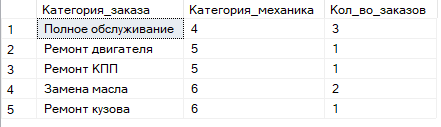 Категория_заказа Категория_механика Кол_во_заказов
1 Полное обслуживание 4 3
2 Ремонт двигателя 5 1
3 Ремонт КПП 5 1
4 Замена масла 6 2
5 Ремонт кузова 6 1